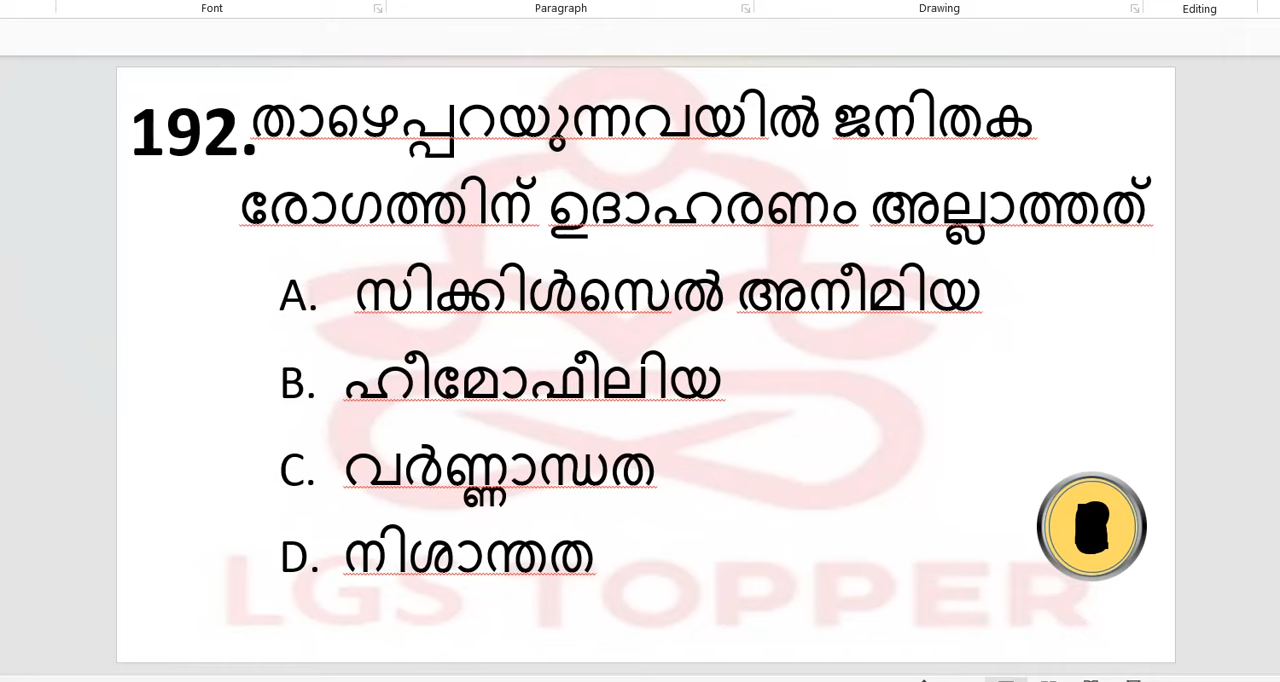 Font Paragraph Drawing Editing
192. താഴെപ്പറയുന്നവയിൽ ജനിതക
രോഗത്തിന് ഉദാഹരണം അല്ലാത്തത്
A. സിക്കിൾസെൽ അനീമിയ
B. ഹീമോഫീലിയ
C. വർണ്ണാന്ധത
D. നിശാന്തത
LGS TOPPER